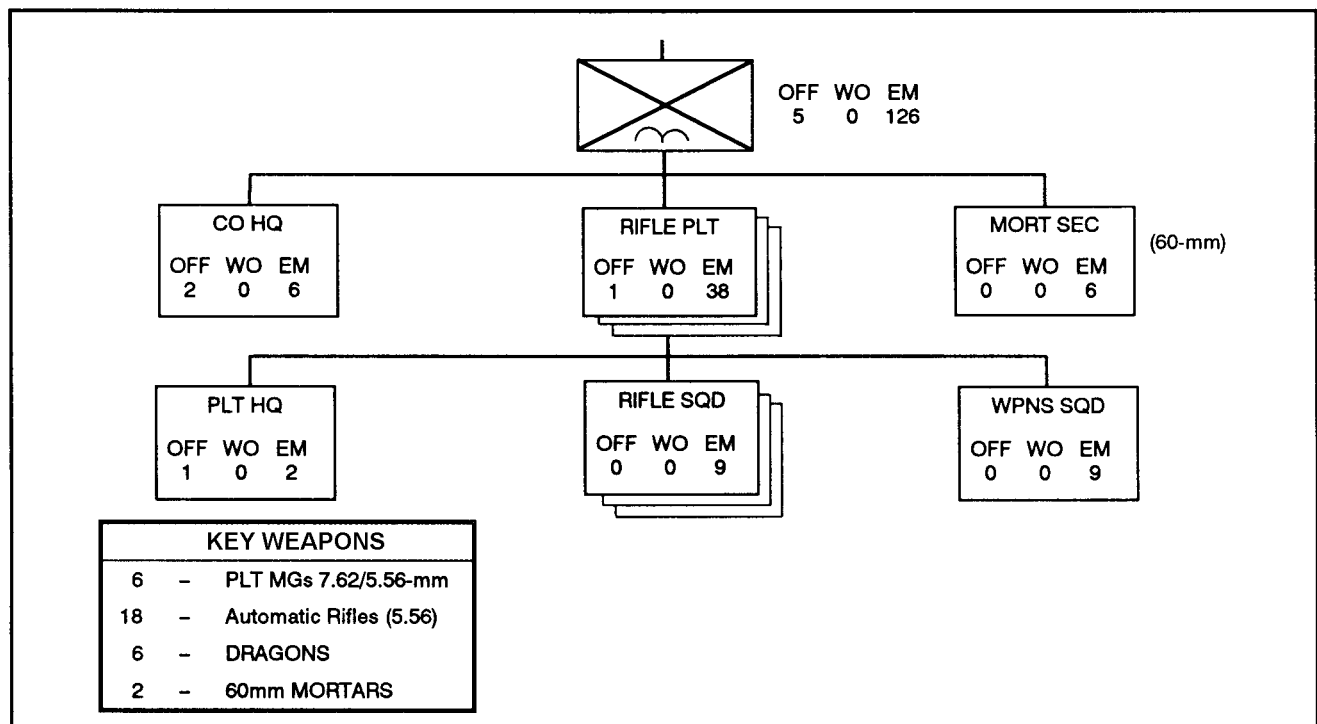 OFF WO EM
5 0 126
CO HQ
OFF WO EM
2 0 6
RIFLE PLT
OFF WO EM
1 0 38
MORT SEC
OFF WO EM
0 0 6
(60-mm)
PLT HQ
OFF WO EM
1 0 2
RIFLE SQD
OFF WO EM
0 0 9
WPNS SQD
OFF WO EM
0 0 9
KEY WEAPONS
6 – PLT MGs 7.62/5.56-mm
18 – Automatic Rifles (5.56)
6 – DRAGONS
2 – 60mm MORTARS